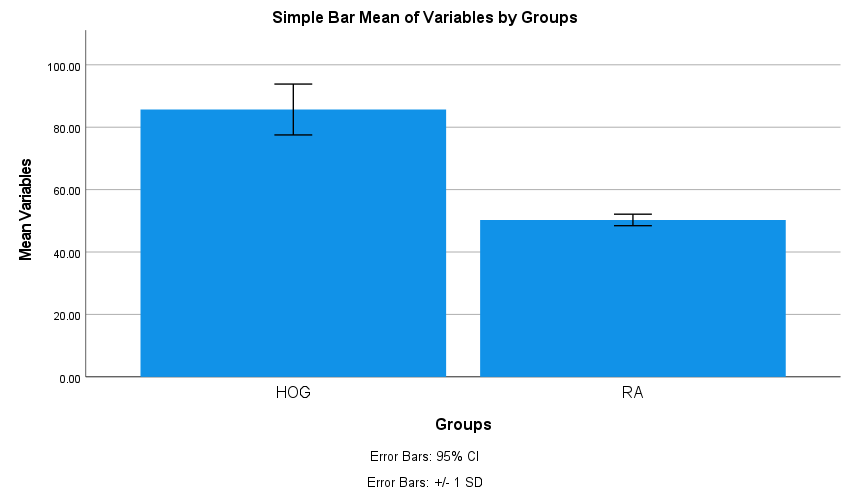 Simple Bar Mean of Variables by Groups
Mean Variables
100.00
80.00
60.00
40.00
20.00
0.00
HOG
RA
Groups
Error Bars: 95% CI
Error Bars: +/- 1 SD